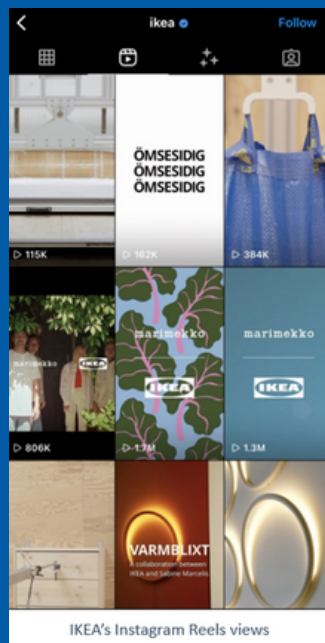 ikea
Follow
ÖMSESIDIG
ÖMSESIDIG
ÖMSESIDIG
115K
162K
384K
marimekko
IKEA
marimekko
IKEA
marimekko
IKEA
806K
1.7M
1.3M
VARMBLIXT
A collaboration between
IKEA and Sabine Marcelis
IKEA's Instagram Reels views